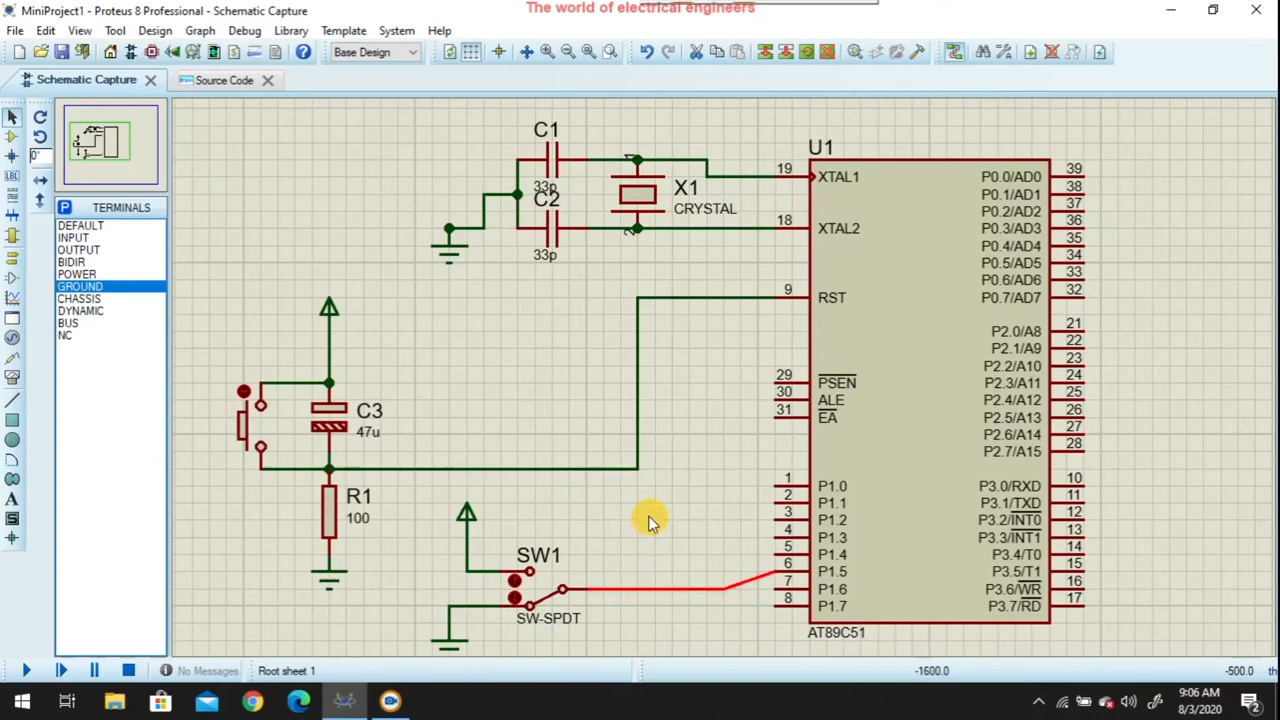 The world of electrical engineers
MiniProject1 - Proteus 8 Professional - Schematic Capture
File Edit View Tool Design Graph Debug Library Template System Help
Base Design
Schematic Capture
Source Code
0°
LBL
P TERMINALS
DEFAULT
INPUT
OUTPUT
BIDIR
POWER
GROUND
CHASSIS
DYNAMIC
BUS
NC
A
S
C1
33p
C2
33p
1
2
X1
CRYSTAL
C3
47u
R1
100
SW1
SW-SPDT
U1
19 XTAL1
18 XTAL2
9 RST
29 PSEN
30 ALE
31 EA
1 P1.0
2 P1.1
3 P1.2
4 P1.3
5 P1.4
6 P1.5
7 P1.6
8 P1.7
P0.0/AD0 39
P0.1/AD1 38
P0.2/AD2 37
P0.3/AD3 36
P0.4/AD4 35
P0.5/AD5 34
P0.6/AD6 33
P0.7/AD7 32
P2.0/A8 21
P2.1/A9 22
P2.2/A10 23
P2.3/A11 24
P2.4/A12 25
P2.5/A13 26
P2.6/A14 27
P2.7/A15 28
P3.0/RXD 10
P3.1/TXD 11
P3.2/INT0 12
P3.3/INT1 13
P3.4/T0 14
P3.5/T1 15
P3.6/WR 16
P3.7/RD 17
AT89C51
No Messages
Root sheet 1
-1600.0
-500.0
th
9:06 AM
8/3/2020
2